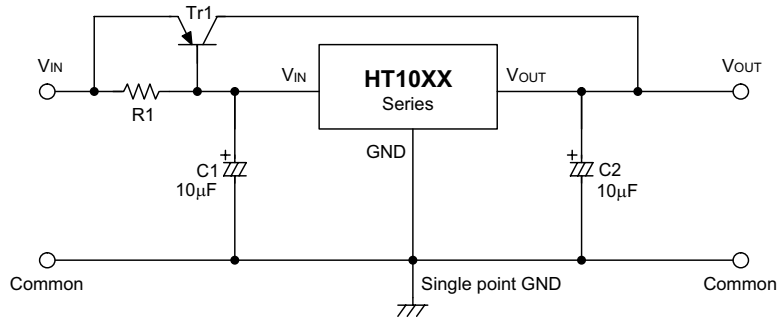 Tr1
VIN
VIN
HT10XX
VOUT
VOUT
Series
R1
GND
+
C1
10µF
+
C2
10µF
Common
Single point GND
Common